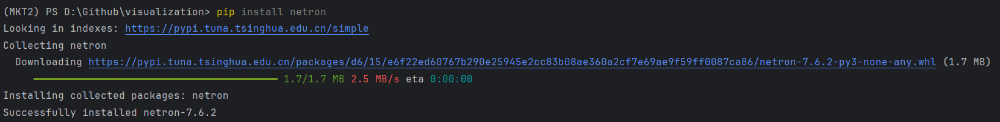 (MKT2) PS D:\Github\visualization> pip install netron
Looking in indexes: https://pypi.tuna.tsinghua.edu.cn/simple
Collecting netron
Downloading https://pypi.tuna.tsinghua.edu.cn/packages/d6/15/e6f22ed60767b290e25945e2cc83b08ae360a2cf7e69ae9f59ff0087ca86/netron-7.6.2-py3-none-any.whl (1.7 MB)
1.7/1.7 MB 2.5 MB/s eta 0:00:00
Installing collected packages: netron
Successfully installed netron-7.6.2